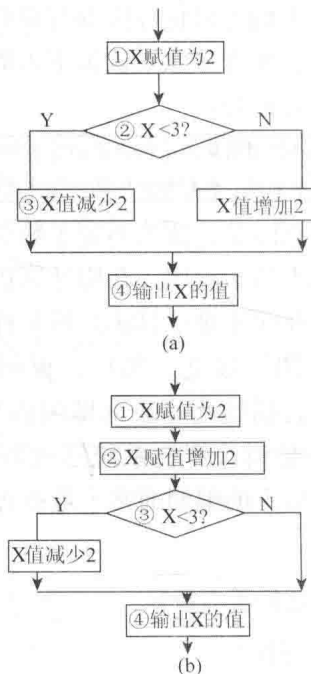 ①X赋值为2
Y
② X<3?
N
③X值减少2
X值增加2
④输出X的值
(a)
① X赋值为2
②X 赋值增加2
Y
③ X<3?
N
X值减少2
④输出X的值
(b)